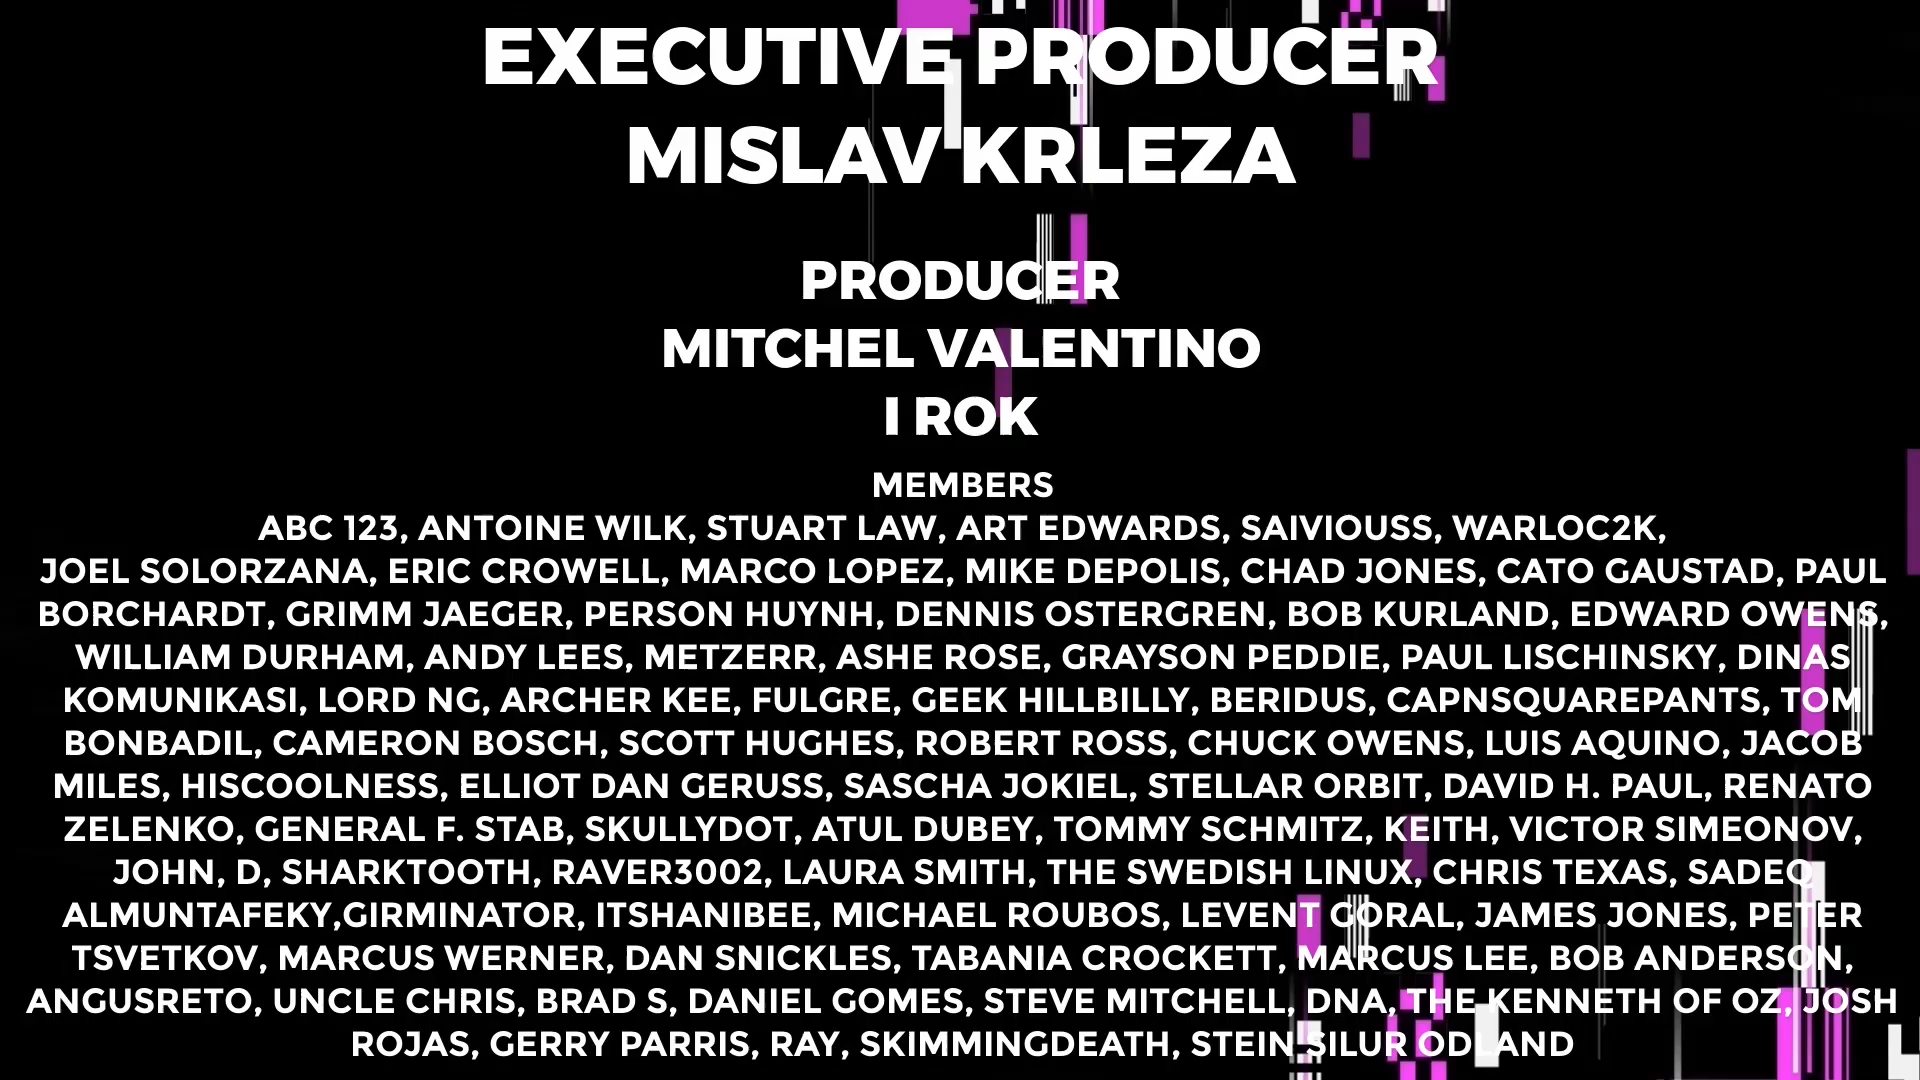 EXECUTIVE PRODUCER
MISLAV KRLEZA
PRODUCER
MITCHEL VALENTINO
I ROK
MEMBERS
ABC 123, ANTOINE WILK, STUART LAW, ART EDWARDS, SAIVIOUSS, WARLOC2K,
JOEL SOLORZANA, ERIC CROWELL, MARCO LOPEZ, MIKE DEPOLIS, CHAD JONES, CATO GAUSTAD, PAUL
BORCHARDT, GRIMM JAEGER, PERSON HUYNH, DENNIS OSTERGREN, BOB KURLAND, EDWARD OWENS,
WILLIAM DURHAM, ANDY LEES, METZERR, ASHE ROSE, GRAYSON PEDDIE, PAUL LISCHINSKY, DINAS
KOMUNIKASI, LORD NG, ARCHER KEE, FULGRE, GEEK HILLBILLY, BERIDUS, CAPNSQUAREPANTS, TOM
BONBADIL, CAMERON BOSCH, SCOTT HUGHES, ROBERT ROSS, CHUCK OWENS, LUIS AQUINO, JACOB
MILES, HISCOOLNESS, ELLIOT DAN GERUSS, SASCHA JOKIEL, STELLAR ORBIT, DAVID H. PAUL, RENATO
ZELENKO, GENERAL F. STAB, SKULLYDOT, ATUL DUBEY, TOMMY SCHMITZ, KEITH, VICTOR SIMEONOV,
JOHN, D, SHARKTOOTH, RAVER3002, LAURA SMITH, THE SWEDISH LINUX, CHRIS TEXAS, SADEQ
ALMUNTAFEKY,GIRMINATOR, ITSHANIBEE, MICHAEL ROUBOS, LEVENT GORAL, JAMES JONES, PETER
TSVETKOV, MARCUS WERNER, DAN SNICKLES, TABANIA CROCKETT, MARCUS LEE, BOB ANDERSON,
ANGUSRETO, UNCLE CHRIS, BRAD S, DANIEL GOMES, STEVE MITCHELL, DNA, THE KENNETH OF OZ, JOSH
ROJAS, GERRY PARRIS, RAY, SKIMMINGDEATH, STEIN SILUR ODLAND